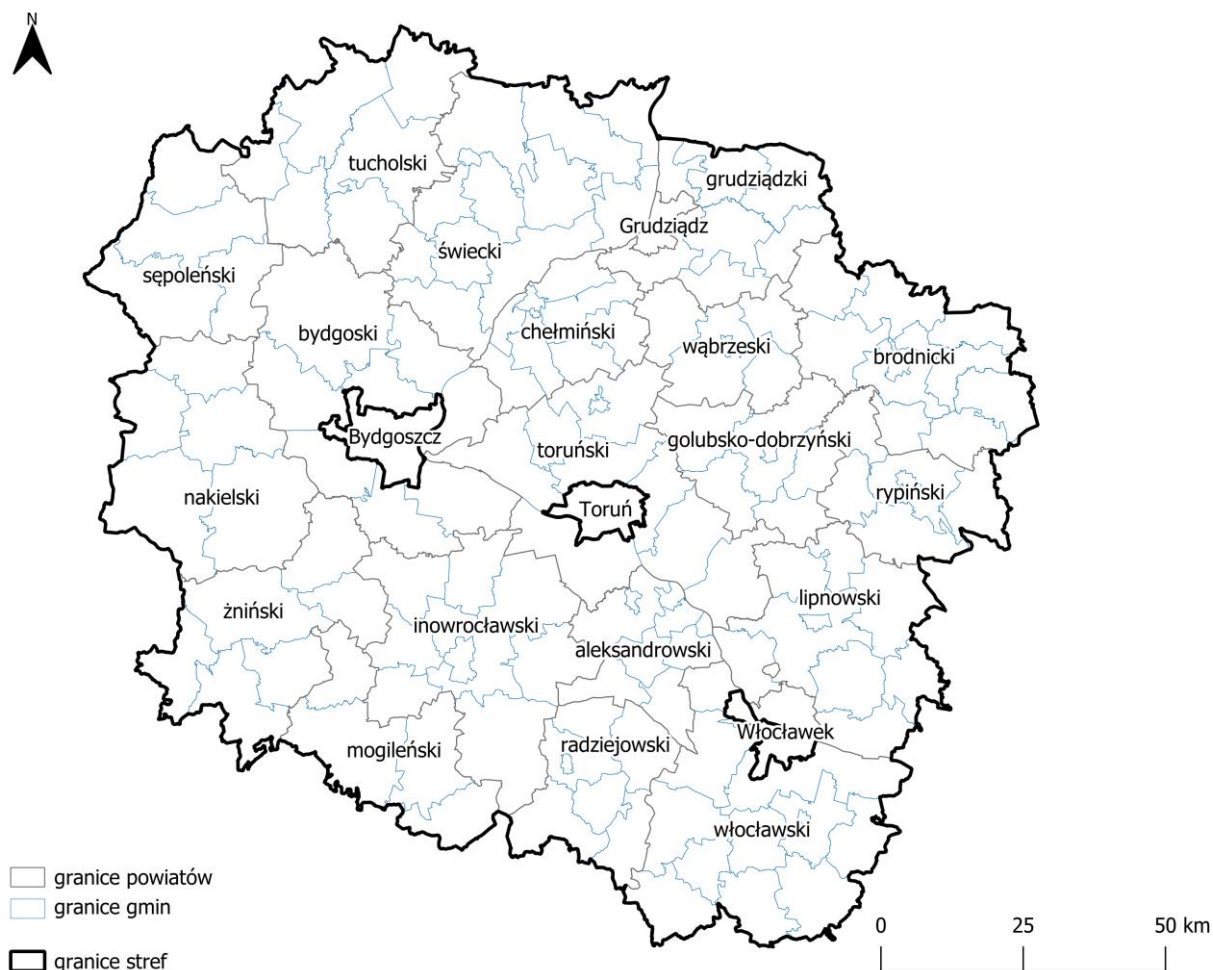 N
tucholski
grudziądzki
Grudziądz
świecki
sępoleński
bydgoski
chełmiński
wąbrzeski
brodnicki
Bydgoszcz
toruński
golubsko-dobrzyński
nakielski
Toruń
rypiński
żniński
inowrocławski
lipnowski
aleksandrowski
mogileński
radziejowski
Włocławek
włocławski
granice powiatów
granice gmin
granice stref
0 25 50 km